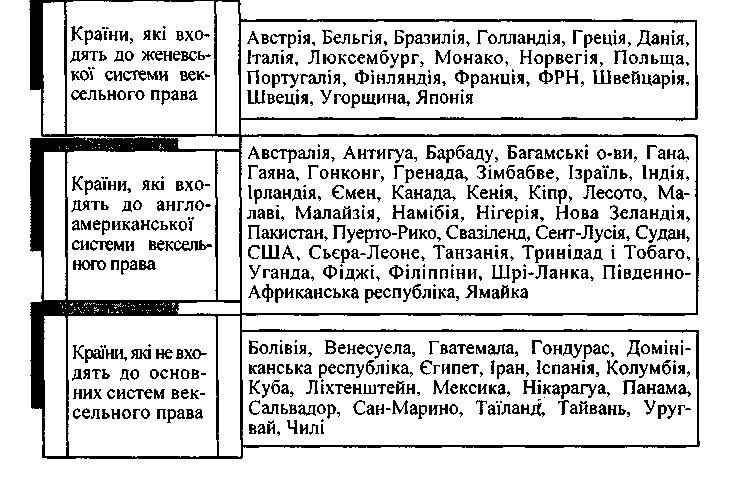 Країни, які вхо-
дять до женевсь-
кої системи век-
сельного права
Австрія, Бельгія, Бразилія, Голландія, Греція, Данія,
Італія, Люксембург, Монако, Норвегія, Польща,
Португалія, Фінляндія, Франція, ФРН, Швейцарія,
Швеція, Угорщина, Японія
Країни, які вхо-
дять до англо-
американської
системи вексель-
ного права
Австралія, Антигуа, Барбаду, Багамські о-ви, Гана,
Гаяна, Гонконг, Гренада, Зімбабве, Ізраїль, Індія,
Ірландія, Ємен, Канада, Кенія, Кіпр, Лесото, Ма-
лаві, Малайзія, Намібія, Нігерія, Нова Зеландія,
Пакистан, Пуерто-Рико, Свазіленд, Сент-Лусія, Судан,
США, Сьєра-Леоне, Танзанія, Тринідад і Тобаго,
Уганда, Фіджі, Філіппіни, Шрі-Ланка, Південно-
Африканська республіка, Ямайка
Країни, які не вхо-
дять до основ-
них систем век-
сельного права
Болівія, Венесуела, Гватемала, Гондурас, Доміні-
канська республіка, Єгипет, Іран, Іспанія, Колумбія,
Куба, Ліхтенштейн, Мексика, Нікарагуа, Панама,
Сальвадор, Сан-Марино, Таїланд, Тайвань, Уруг-
вай, Чилі